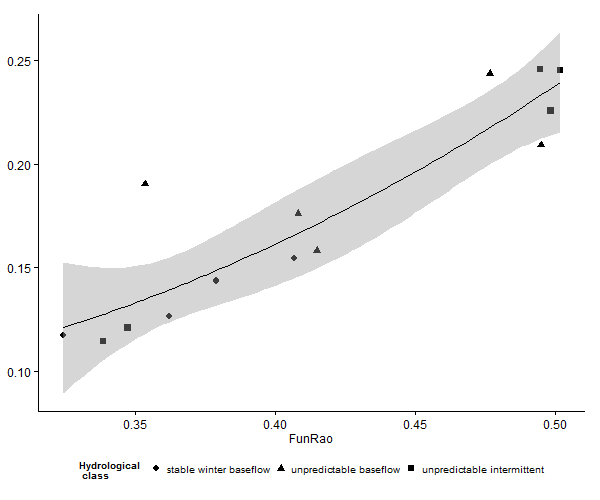 0.25
0.20
0.15
0.10
0.35 0.40 0.45 0.50
FunRao
Hydrological
class
stable winter baseflow unpredictable baseflow unpredictable intermittent